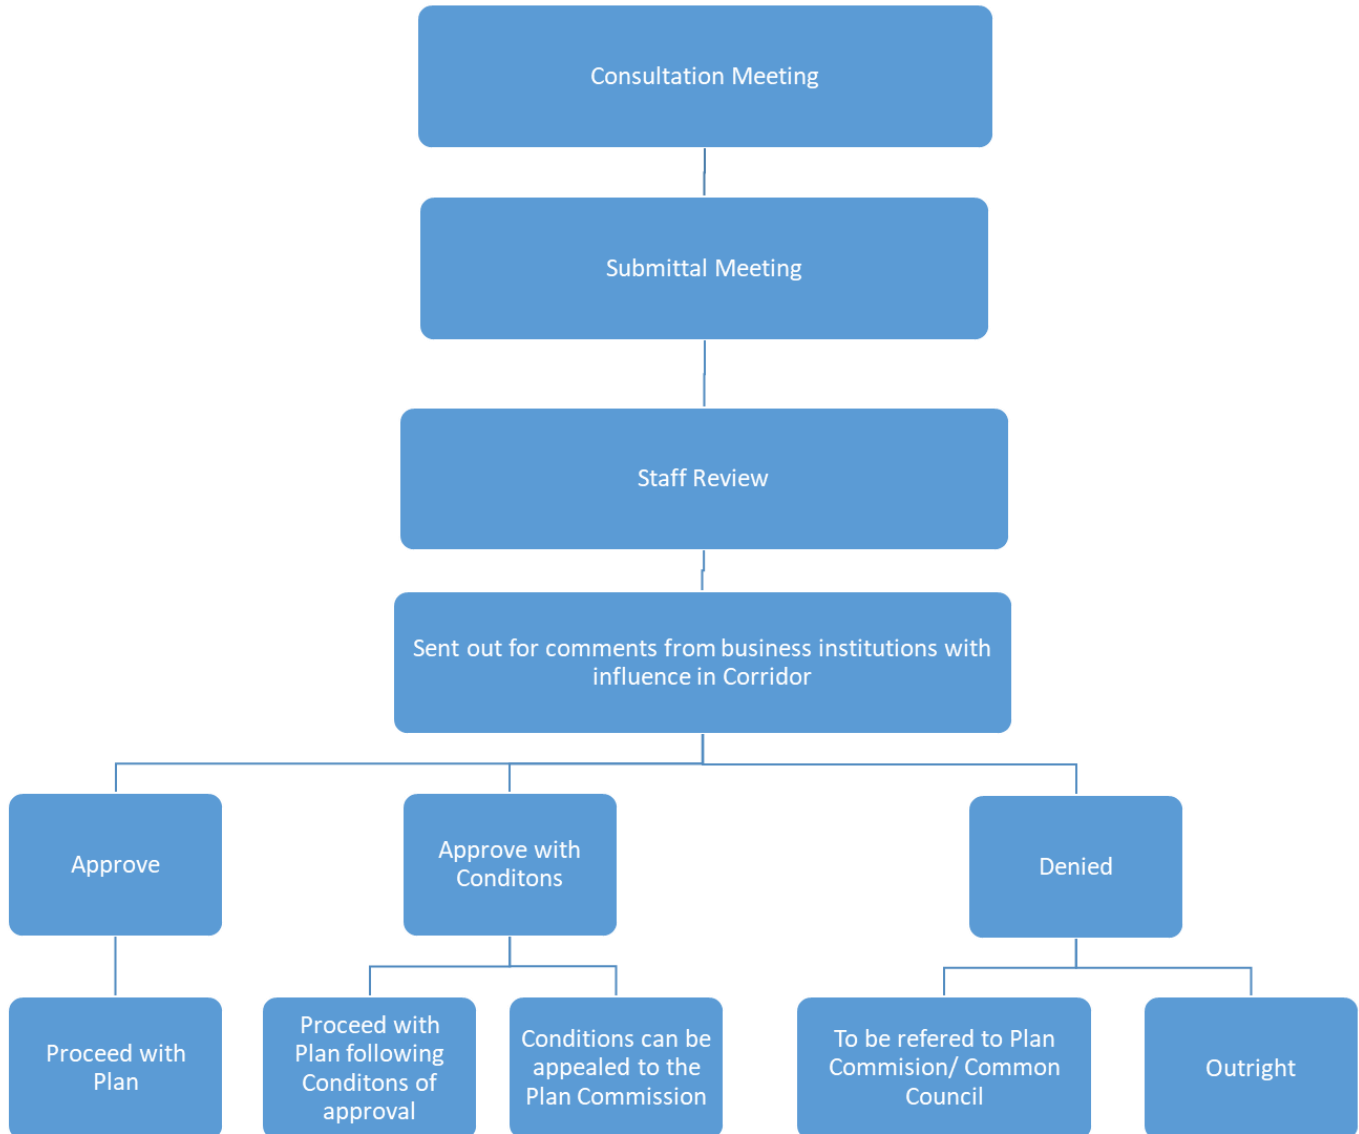 Consultation Meeting
Submittal Meeting
Staff Review
Sent out for comments from business institutions with
influence in Corridor
Approve
Approve with
Conditons
Denied
Proceed with
Plan
Proceed with
Plan following
Conditons of
approval
Conditions can be
appealed to the
Plan Commission
To be refered to Plan
Commision/ Common
Council
Outright